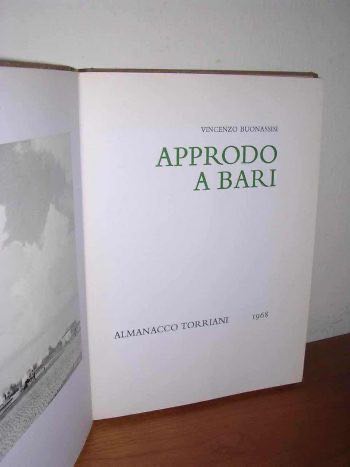 VINCENZO BUONASSISI
APPRODO
A BARI
ALMANACCO TORRIANI 1968